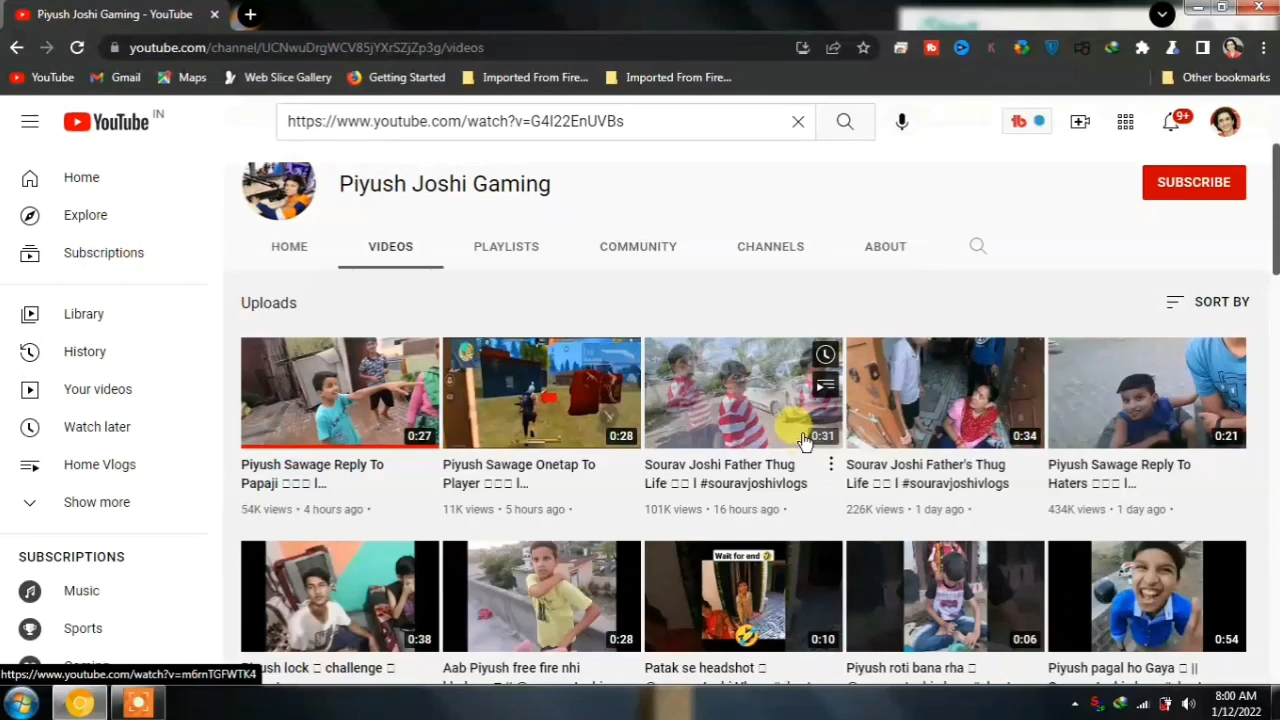 Piyush Joshi Gaming - YouTube
youtube.com/channel/UCNwuDrgWCV85jYXrSZjZp3g/videos
YouTube Gmail Maps Web Slice Gallery Getting Started Imported From Fire... Imported From Fire... Other bookmarks
YouTube IN
https://www.youtube.com/watch?v=G4I22EnUVBs
9+
Home
Explore
Subscriptions
Library
History
Your videos
Watch later
Home Vlogs
Show more
SUBSCRIPTIONS
Music
Sports
Piyush Joshi Gaming
SUBSCRIBE
HOME VIDEOS PLAYLISTS COMMUNITY CHANNELS ABOUT
Uploads
SORT BY
0:27
Piyush Sawage Reply To
Papaji □□□ l...
54K views • 4 hours ago •
0:28
Piyush Sawage Onetap To
Player □□□ l...
11K views • 5 hours ago •
0:31
Sourav Joshi Father Thug
Life □□ l #souravjoshivlogs
101K views • 16 hours ago •
0:34
Sourav Joshi Father's Thug
Life □□ l #souravjoshivlogs
226K views • 1 day ago •
0:21
Piyush Sawage Reply To
Haters □□□ l...
434K views • 1 day ago •
0:38
Piyush lock □ challenge □
0:28
Aab Piyush free fire nhi
Wait for end
0:10
Patak se headshot □
0:06
Piyush roti bana rha □
0:54
Piyush pagal ho Gaya □ ||
https://www.youtube.com/watch?v=m6rnTGFWTK4
8:00 AM
1/12/2022